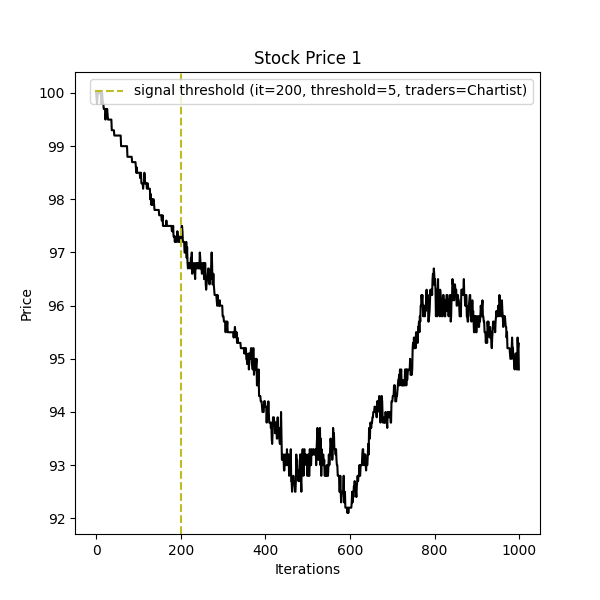 Stock Price 1
signal threshold (it=200, threshold=5, traders=Chartist)
Price
100
99
98
97
96
95
94
93
92
0 200 400 600 800 1000
Iterations